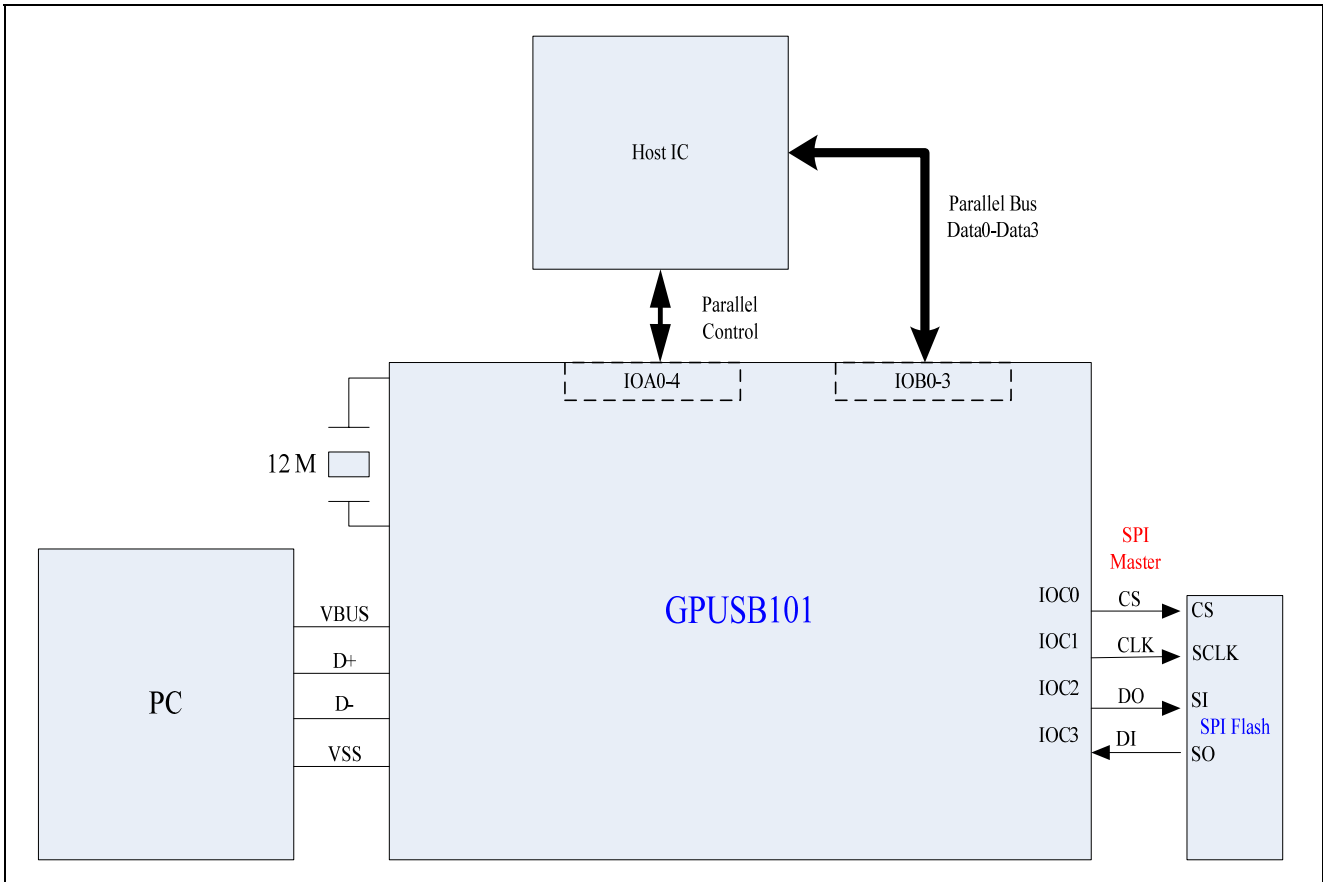 Host IC
Parallel Bus
Data0-Data3
Parallel
Control
IOA0-4
IOB0-3
12 M
SPI
Master
PC
VBUS
D+
D-
VSS
GPUSB101
IOC0
CS
CS
IOC1
CLK
SCLK
IOC2
DO
SI
SPI Flash
IOC3
DI
SO